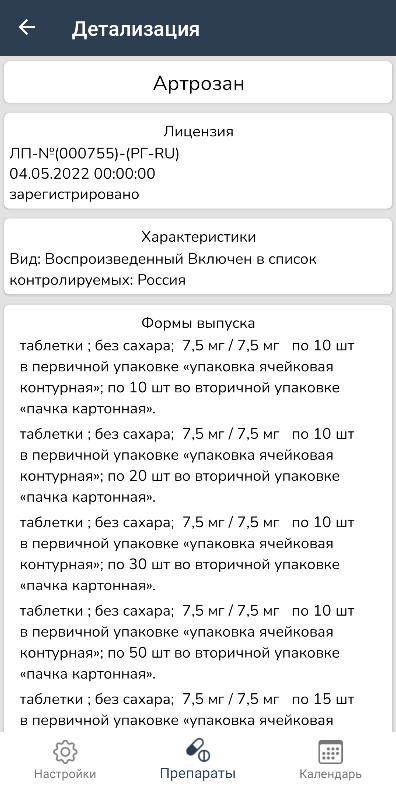 Детализация
Артрозан
Лицензия
ЛП-№(000755)-(РГ-RU)
04.05.2022 00:00:00
зарегистрировано
Характеристики
Вид: Воспроизведенный Включен в список
контролируемых: Россия
Формы выпуска
таблетки ; без сахара; 7,5 мг / 7,5 мг по 10 шт
в первичной упаковке «упаковка ячейковая
контурная»; по 10 шт во вторичной упаковке
«пачка картонная».
таблетки ; без сахара; 7,5 мг / 7,5 мг по 10 шт
в первичной упаковке «упаковка ячейковая
контурная»; по 20 шт во вторичной упаковке
«пачка картонная».
таблетки ; без сахара; 7,5 мг / 7,5 мг по 10 шт
в первичной упаковке «упаковка ячейковая
контурная»; по 30 шт во вторичной упаковке
«пачка картонная».
таблетки ; без сахара; 7,5 мг / 7,5 мг по 10 шт
в первичной упаковке «упаковка ячейковая
контурная»; по 50 шт во вторичной упаковке
«пачка картонная».
таблетки ; без сахара; 7,5 мг / 7,5 мг по 15 шт
в первичной упаковке «упаковка ячейковая
Настройки
Препараты
Календарь